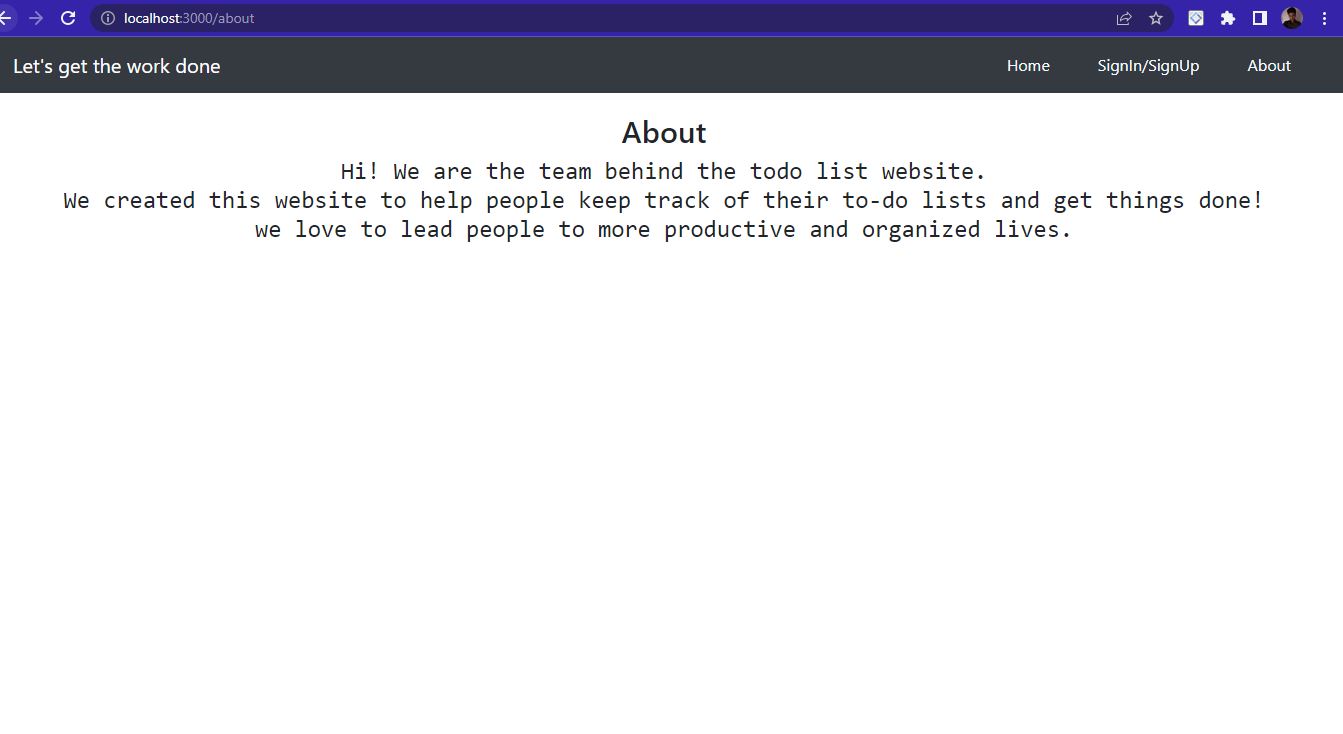 localhost:3000/about
Let's get the work done
Home
SignIn/SignUp
About
About
Hi! We are the team behind the todo list website.
We created this website to help people keep track of their to-do lists and get things done!
we love to lead people to more productive and organized lives.